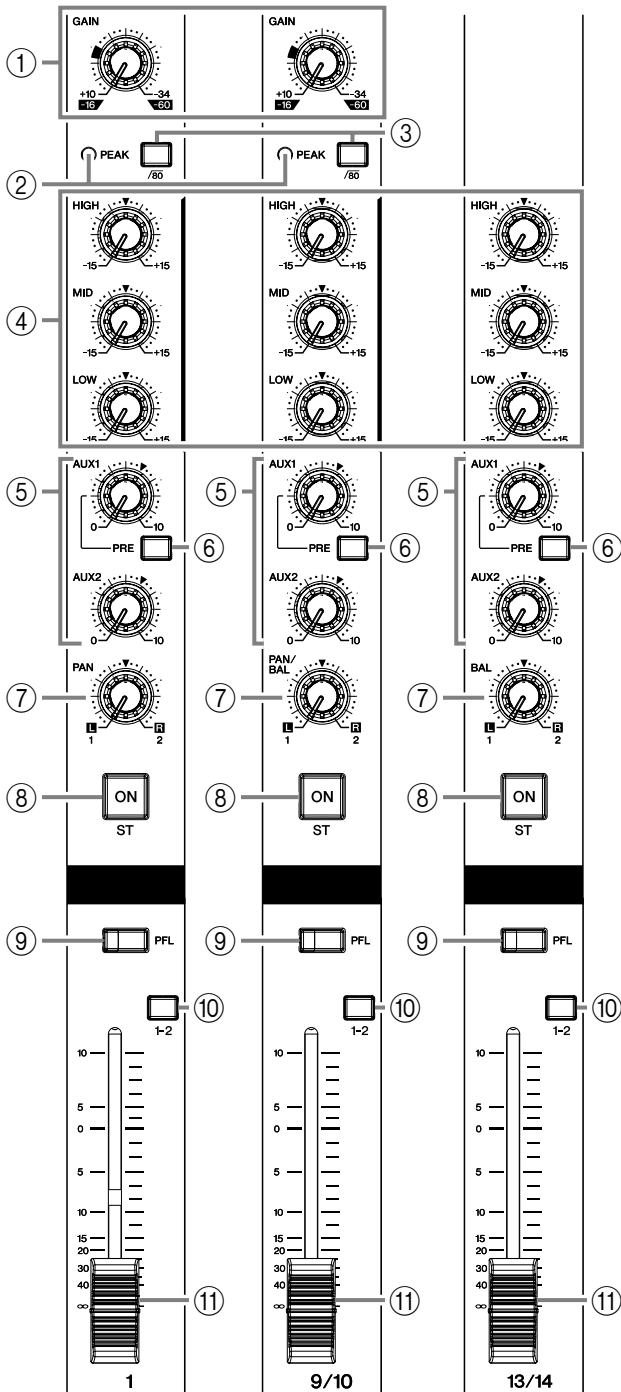 GAIN GAIN
①
+10 -34 +10 -34
-16 -60 -16 -60
③
PEAK PEAK
② /80 /80
HIGH HIGH HIGH
-15 +15 -15 +15 -15 +15
MID MID MID
④
-15 +15 -15 +15 -15 +15
LOW LOW LOW
-15 +15 -15 +15 -15 +15
AUX1 AUX1 AUX1
⑤ ⑤ ⑤
0 10 0 10 0 10
PRE ⑥ PRE ⑥ PRE ⑥
AUX2 AUX2 AUX2
0 10 0 10 0 10
PAN PAN/ BAL
BAL
⑦ ⑦ ⑦
L R L R L R
1 2 1 2 1 2
⑧ ON ⑧ ON ⑧ ON
ST ST ST
⑨ PFL ⑨ PFL ⑨ PFL
⑩ ⑩ ⑩
1-2 1-2 1-2
10 10 10
5 5 5
0 0 0
5 5 5
10 10 10
15 15 15
20 20 20
30 30 30
40 40 40
∞ ⑪ ∞ ⑪ ∞ ⑪
1 9/10 13/14